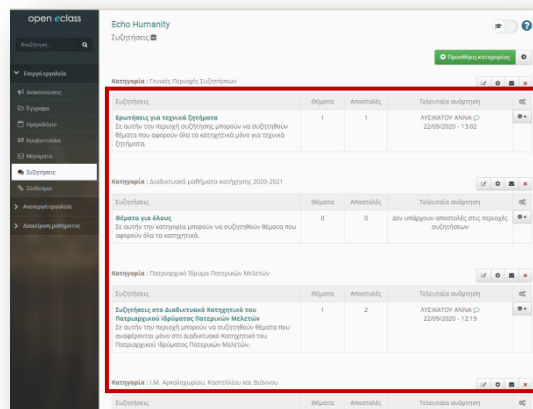 open eclass
Αναζήτηση...
Ενεργά εργαλεία
Ανακοινώσεις
Έγγραφα
Ημερολόγιο
Κουβεντούλα
Μηνύματα
Συζητήσεις
Σύνδεσμοι
Ανενεργά εργαλεία
Διαχείριση μαθήματος
Echo Humanity
Συζητήσεις
Προσθήκη κατηγορίας
Κατηγορία : Γενικές Περιοχές Συζητήσεων
Συζητήσεις Θέματα Αποστολές Τελευταία ανάρτηση
Ερωτήσεις για τεχνικά ζητήματα 1 1 ΛΥΣΙΚΑΤΟΥ ΑΝΝΑ
Σε αυτήν την περιοχή συζήτησης μπορούν να συζητηθούν 22/09/2020 - 13:02
θέματα που αφορούν όλα τα κατηχητικά μόνο για τεχνικά
ζητήματα.
Κατηγορία : Διαδικτυακά μαθήματα κατήχησης 2020-2021
Συζητήσεις Θέματα Αποστολές Τελευταία ανάρτηση
Θέματα για όλους 0 0 Δεν υπάρχουν αποστολές στις περιοχές
Σε αυτήν την κατηγορία μπορούν να συζητηθούν θέματα που συζητήσεων
αφορούν όλα τα κατηχητικά.
Κατηγορία : Πατριαρχικό Ίδρυμα Πατερικών Μελετών
Συζητήσεις Θέματα Αποστολές Τελευταία ανάρτηση
Συζητήσεις στο Διαδικτυακό Κατηχητικό του 1 2 ΛΥΣΙΚΑΤΟΥ ΑΝΝΑ
Πατριαρχικού Ιδρύματος Πατερικών Μελετών 22/09/2020 - 12:19
Σε αυτήν την περιοχή μπορούν να συζητηθούν θέματα που
αναφέρονται μόνο στο Διαδικτυακό Κατηχητικό του
Πατριαρχικού Ιδρύματος Πατερικών Μελετών.
Κατηγορία : Ι.Μ. Αρκαλοχωρίου, Καστελλίου και Βιάννου
Συζητήσεις Θέματα Αποστολές Τελευταία ανάρτηση